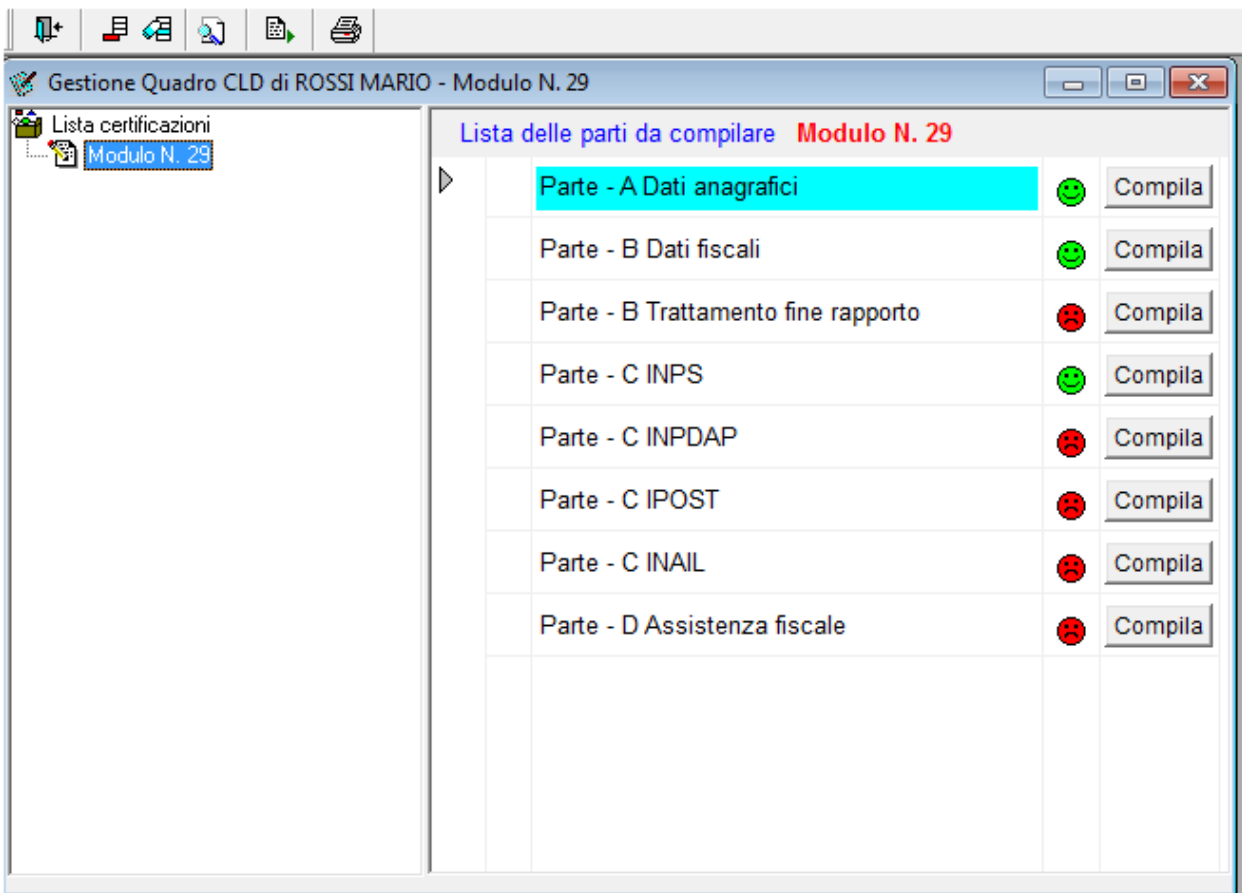 Gestione Quadro CLD di ROSSI MARIO - Modulo N. 29
Lista certificazioni
Modulo N. 29
Lista delle parti da compilare Modulo N. 29
Parte - A Dati anagrafici Compila
Parte - B Dati fiscali Compila
Parte - B Trattamento fine rapporto Compila
Parte - C INPS Compila
Parte - C INPDAP Compila
Parte - C IPOST Compila
Parte - C INAIL Compila
Parte - D Assistenza fiscale Compila